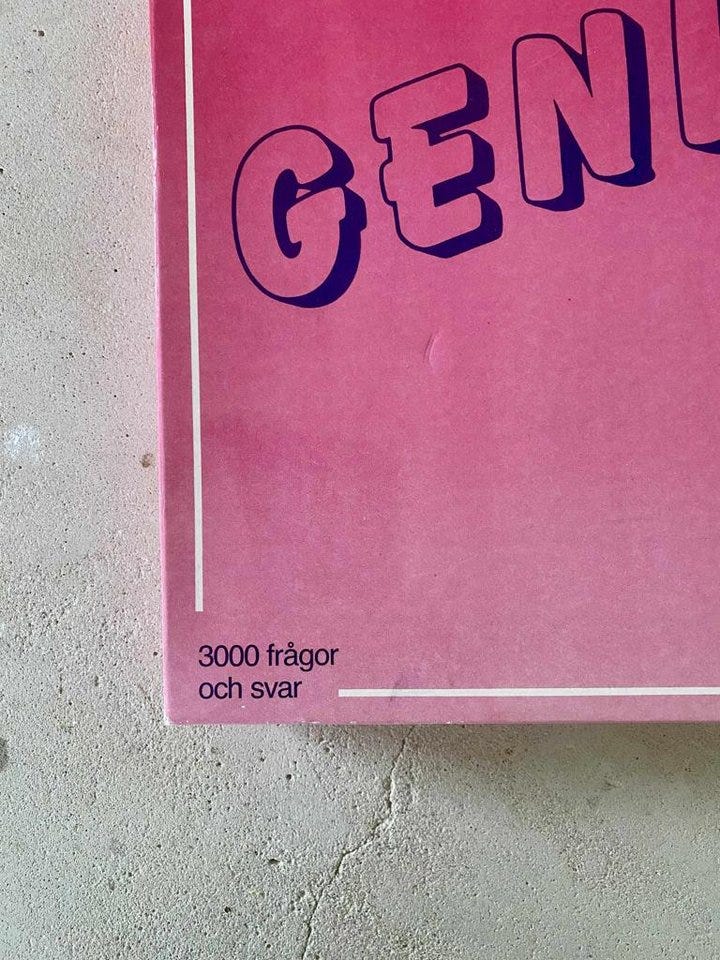 GEN
3000 frågor
och svar